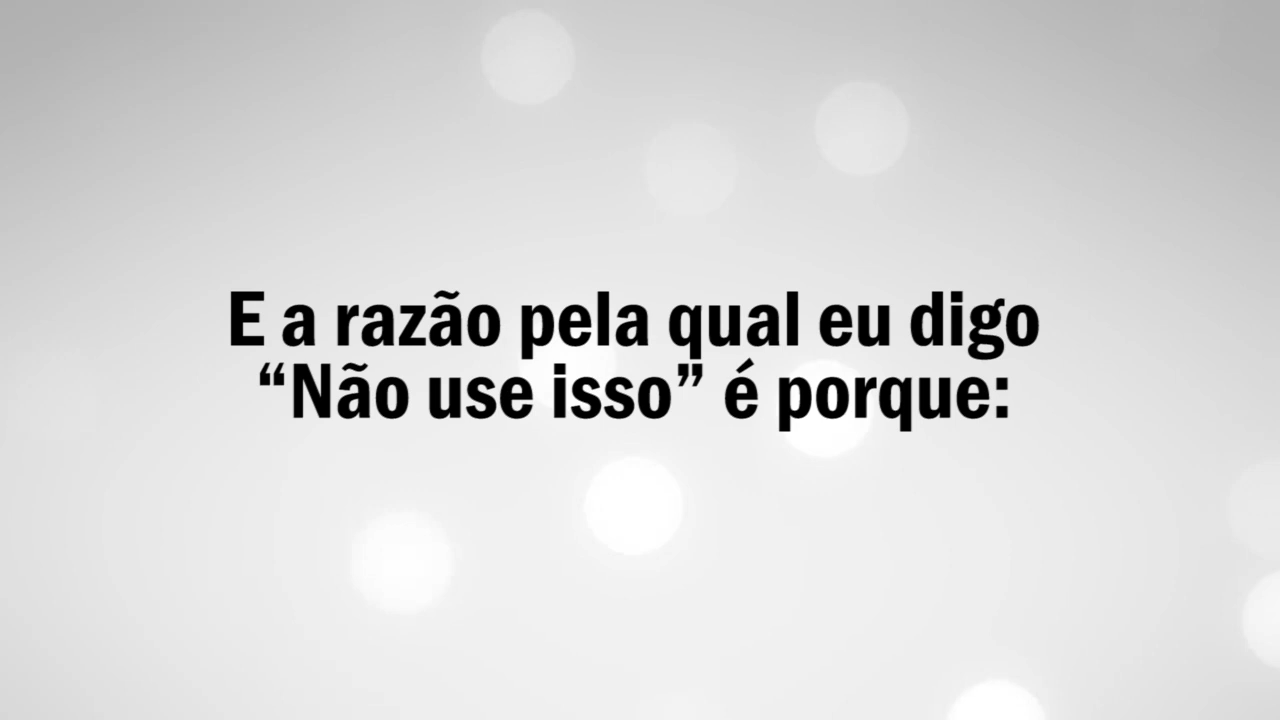 E a razão pela qual eu digo
“Não use isso” é porque: